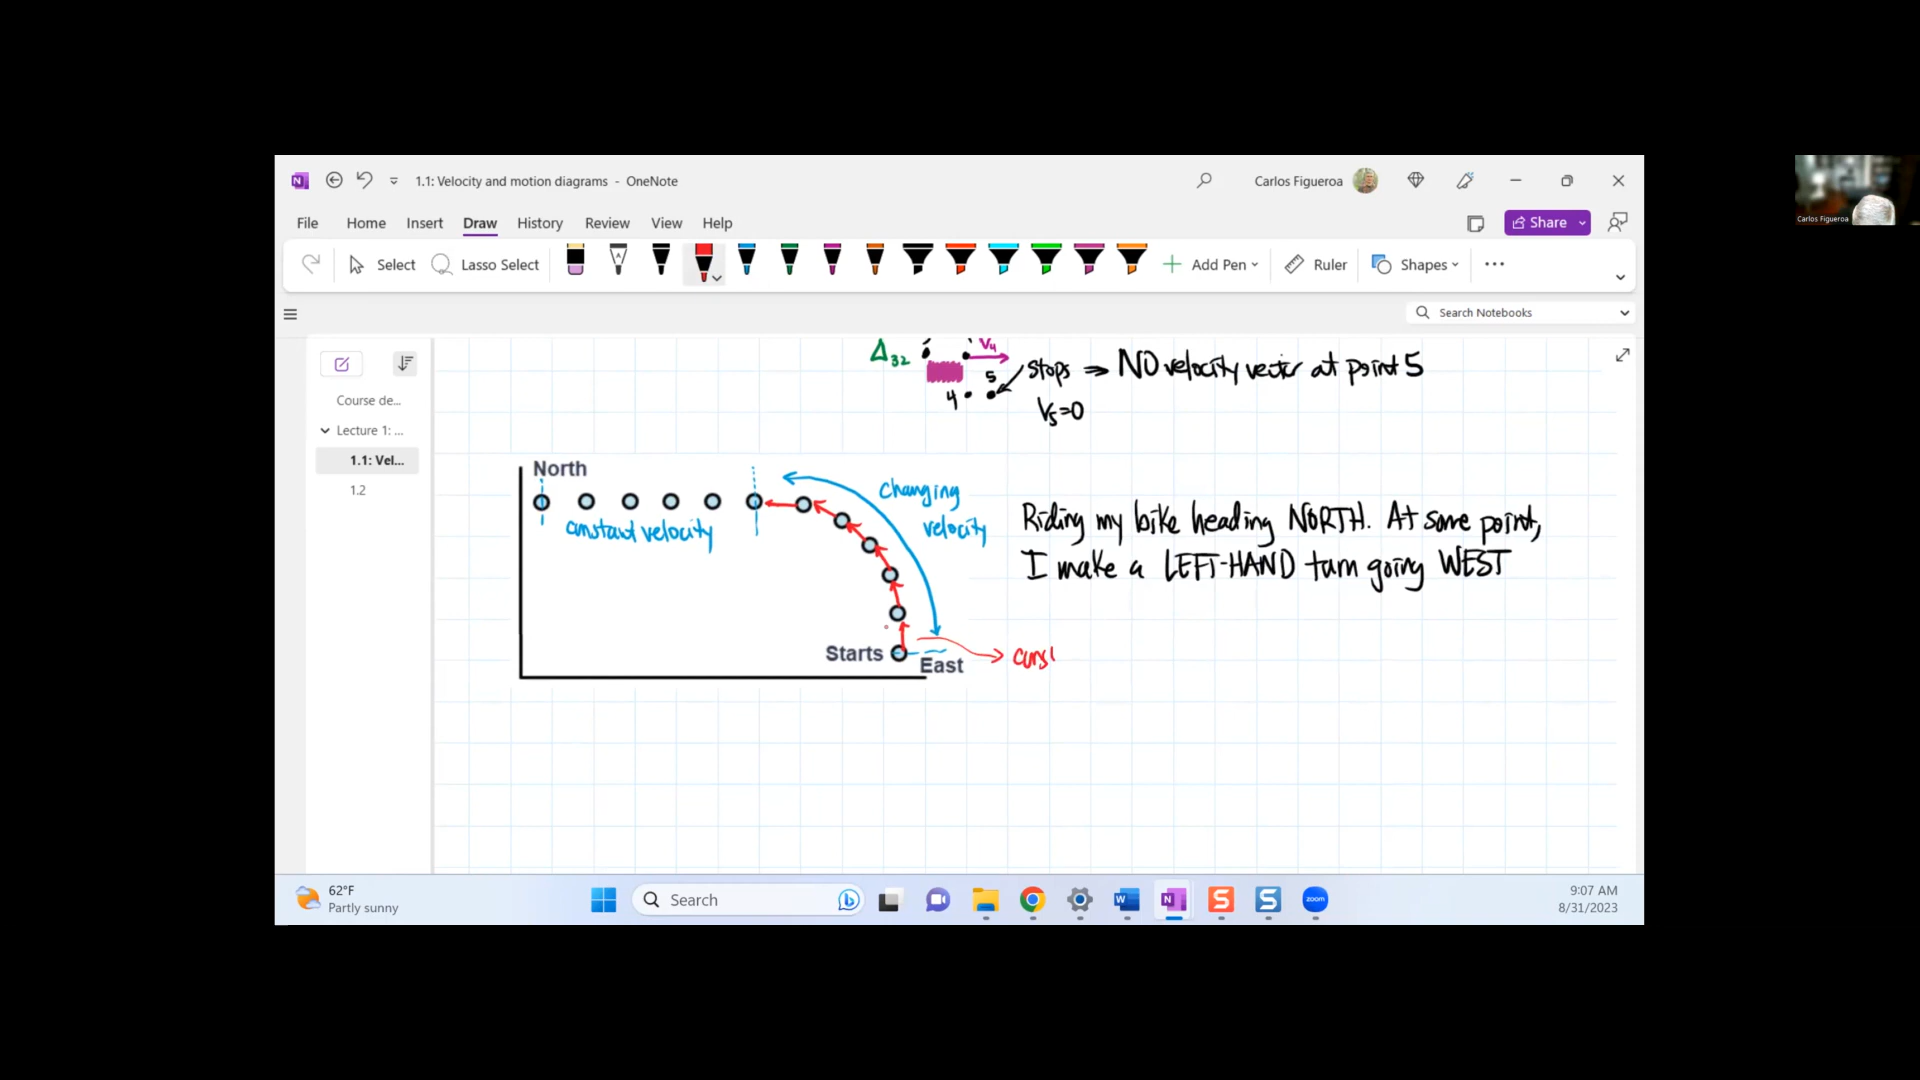 1.1: Velocity and motion diagrams - OneNote
Carlos Figueroa
File Home Insert Draw History Review View Help
Share
Select
Lasso Select
Add Pen
Ruler
Shapes
Search Notebooks
Course de...
Lecture 1: ...
1.1: Vel...
1.2
Δ32
V4
5
4
stops ⇒ NO velocity vector at point 5
V5=0
North
constant velocity
changing
velocity
Starts
East
Riding my bike heading NORTH. At some point,
I make a LEFT-HAND turn going WEST
62°F
Partly sunny
Search
zoom
9:07 AM
8/31/2023
Carlos Figueroa